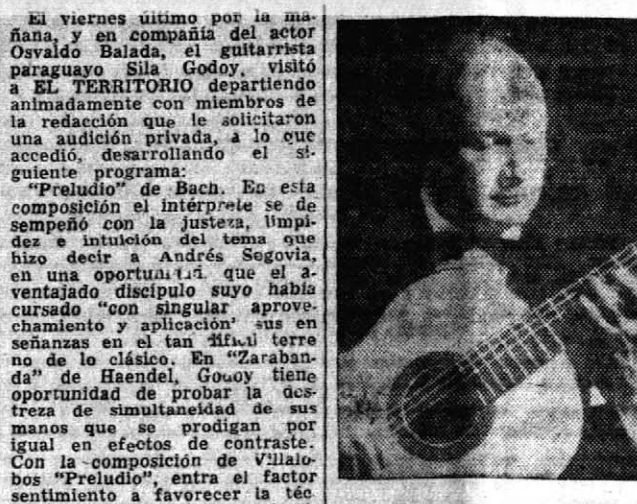 El viernes último por la ma-
ñana, y en compañía del actor
Osvaldo Balada, el guitarrista
paraguayo Sila Godoy, visitó
a EL TERRITORIO departiendo
animadamente con miembros de
la redacción que le solicitaron
una audición privada, a lo que
accedió, desarrollando el si-
guiente programa:
"Preludio" de Bach. En esta
composición el intérprete se de
sempeñó con la justeza, limpi-
dez e intuición del tema que
hizo decir a Andrés Segovia,
en una oportunidad, que el a-
ventajado discípulo suyo había
cursado "con singular aprove-
chamiento y aplicación' sus en
señanzas en el tan difícil terre
no de lo clásico. En "Zaraban-
da" de Haendel, Godoy tiene
oportunidad de probar la des-
treza de simultaneidad de sus
manos que se prodigan por
igual en efectos de contraste.
Con la composición de Villalo-
bos "Preludio", entra el factor
sentimiento a favorecer la téc